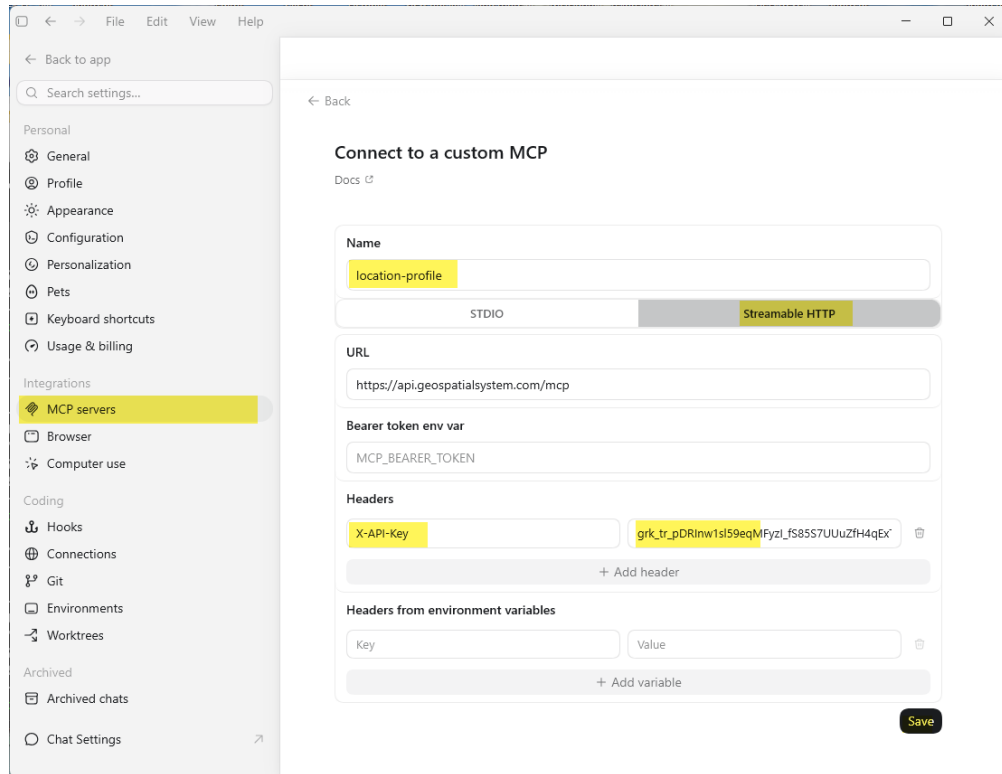 File Edit View Help
Back to app
Search settings...
Personal
General
Profile
Appearance
Configuration
Personalization
Pets
Keyboard shortcuts
Usage & billing
Integrations
MCP servers
Browser
Computer use
Coding
Hooks
Connections
Git
Environments
Worktrees
Archived
Archived chats
Chat Settings
Back
Connect to a custom MCP
Docs
Name
location-profile
STDIO Streamable HTTP
URL
https://api.geospatialsystem.com/mcp
Bearer token env var
MCP_BEARER_TOKEN
Headers
X-API-Key
+ Add header
Headers from environment variables
Key Value
+ Add variable
Save